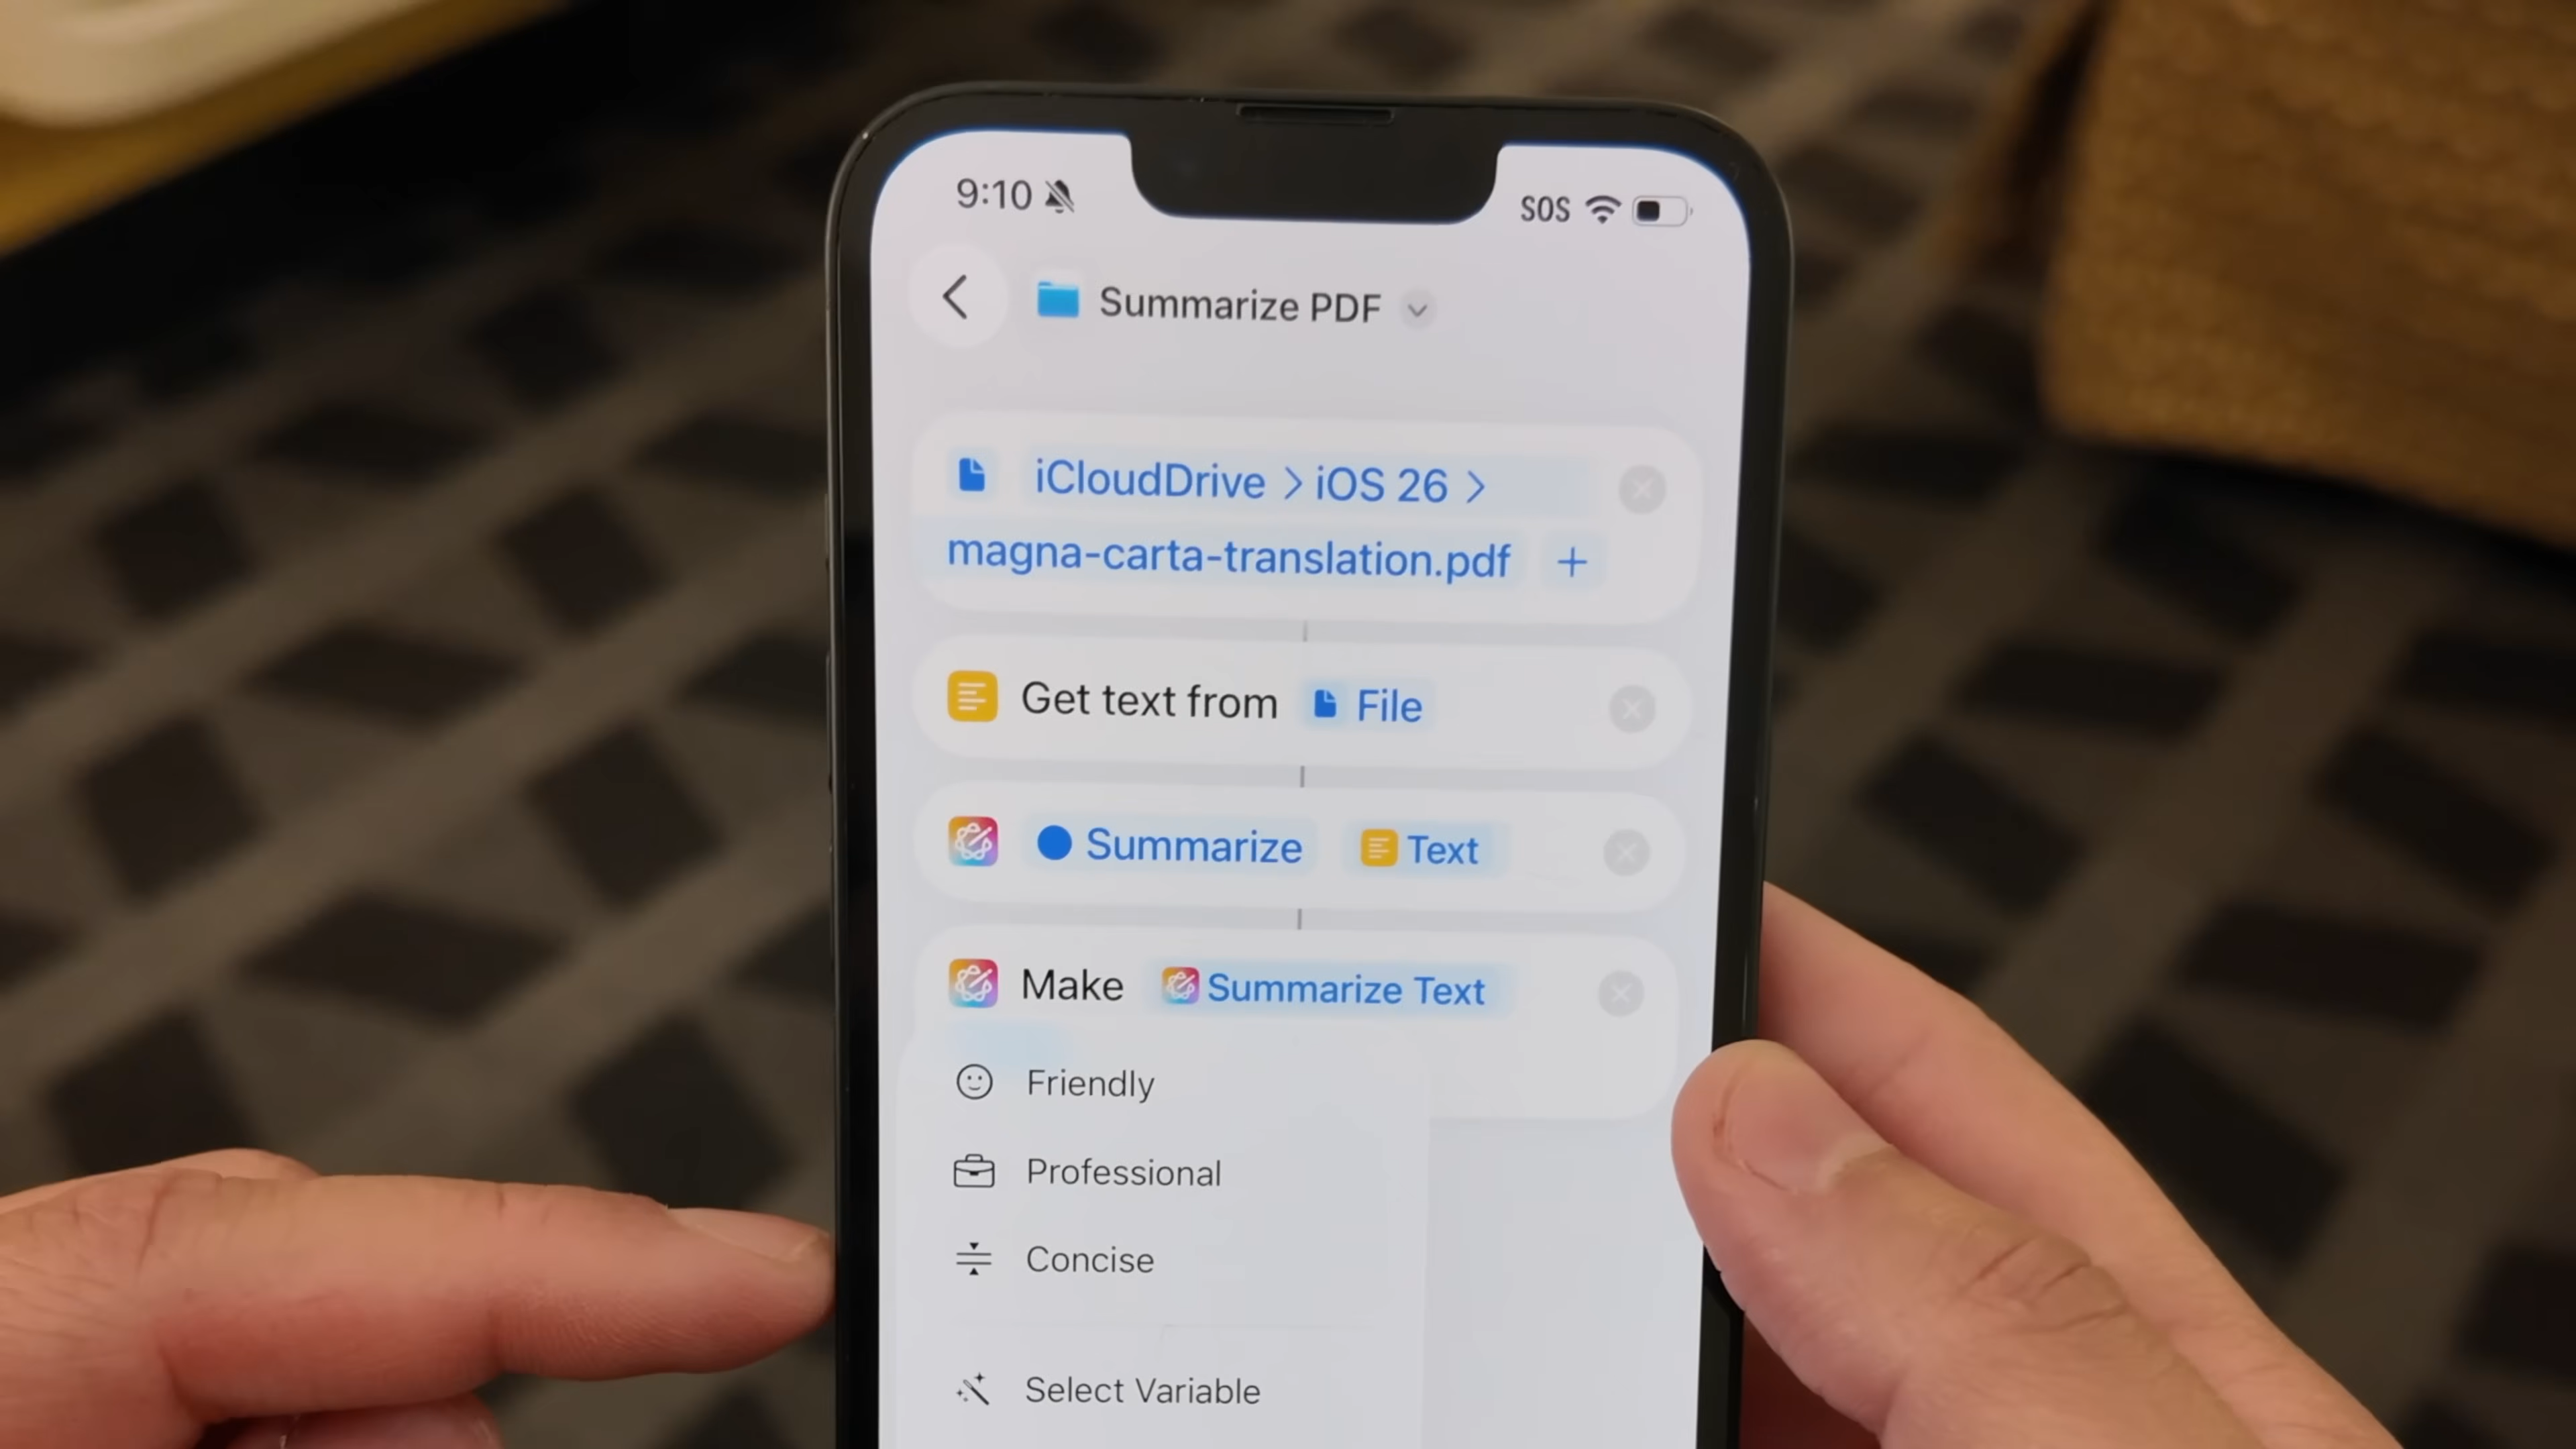 9:10 SOS
Summarize PDF
iCloudDrive > iOS 26 >
magna-carta-translation.pdf +
Get text from File
Summarize Text
Make Summarize Text
Friendly
Professional
Concise
Select Variable